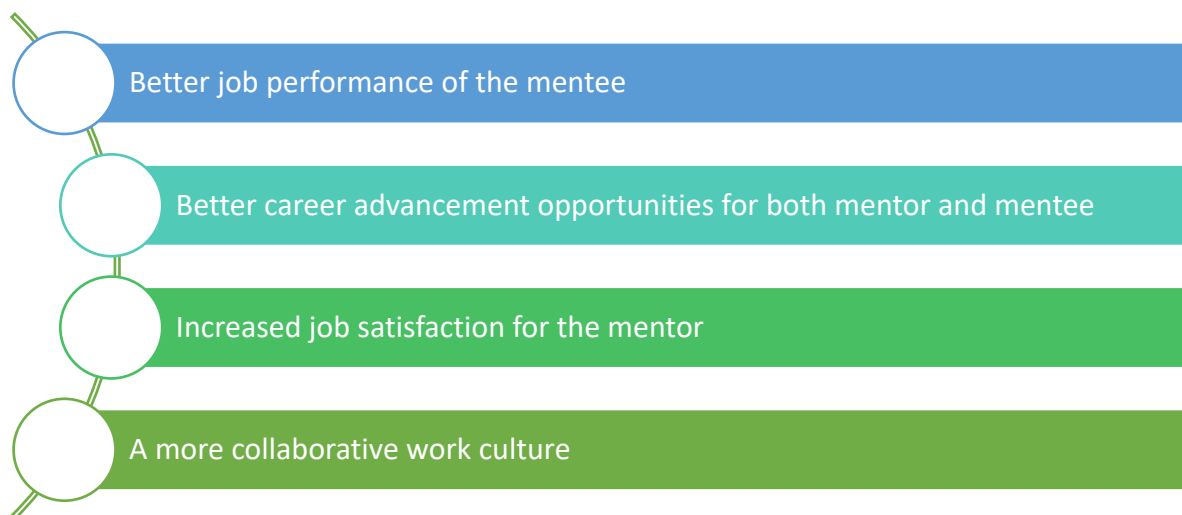 Better job performance of the mentee
Better career advancement opportunities for both mentor and mentee
Increased job satisfaction for the mentor
A more collaborative work culture